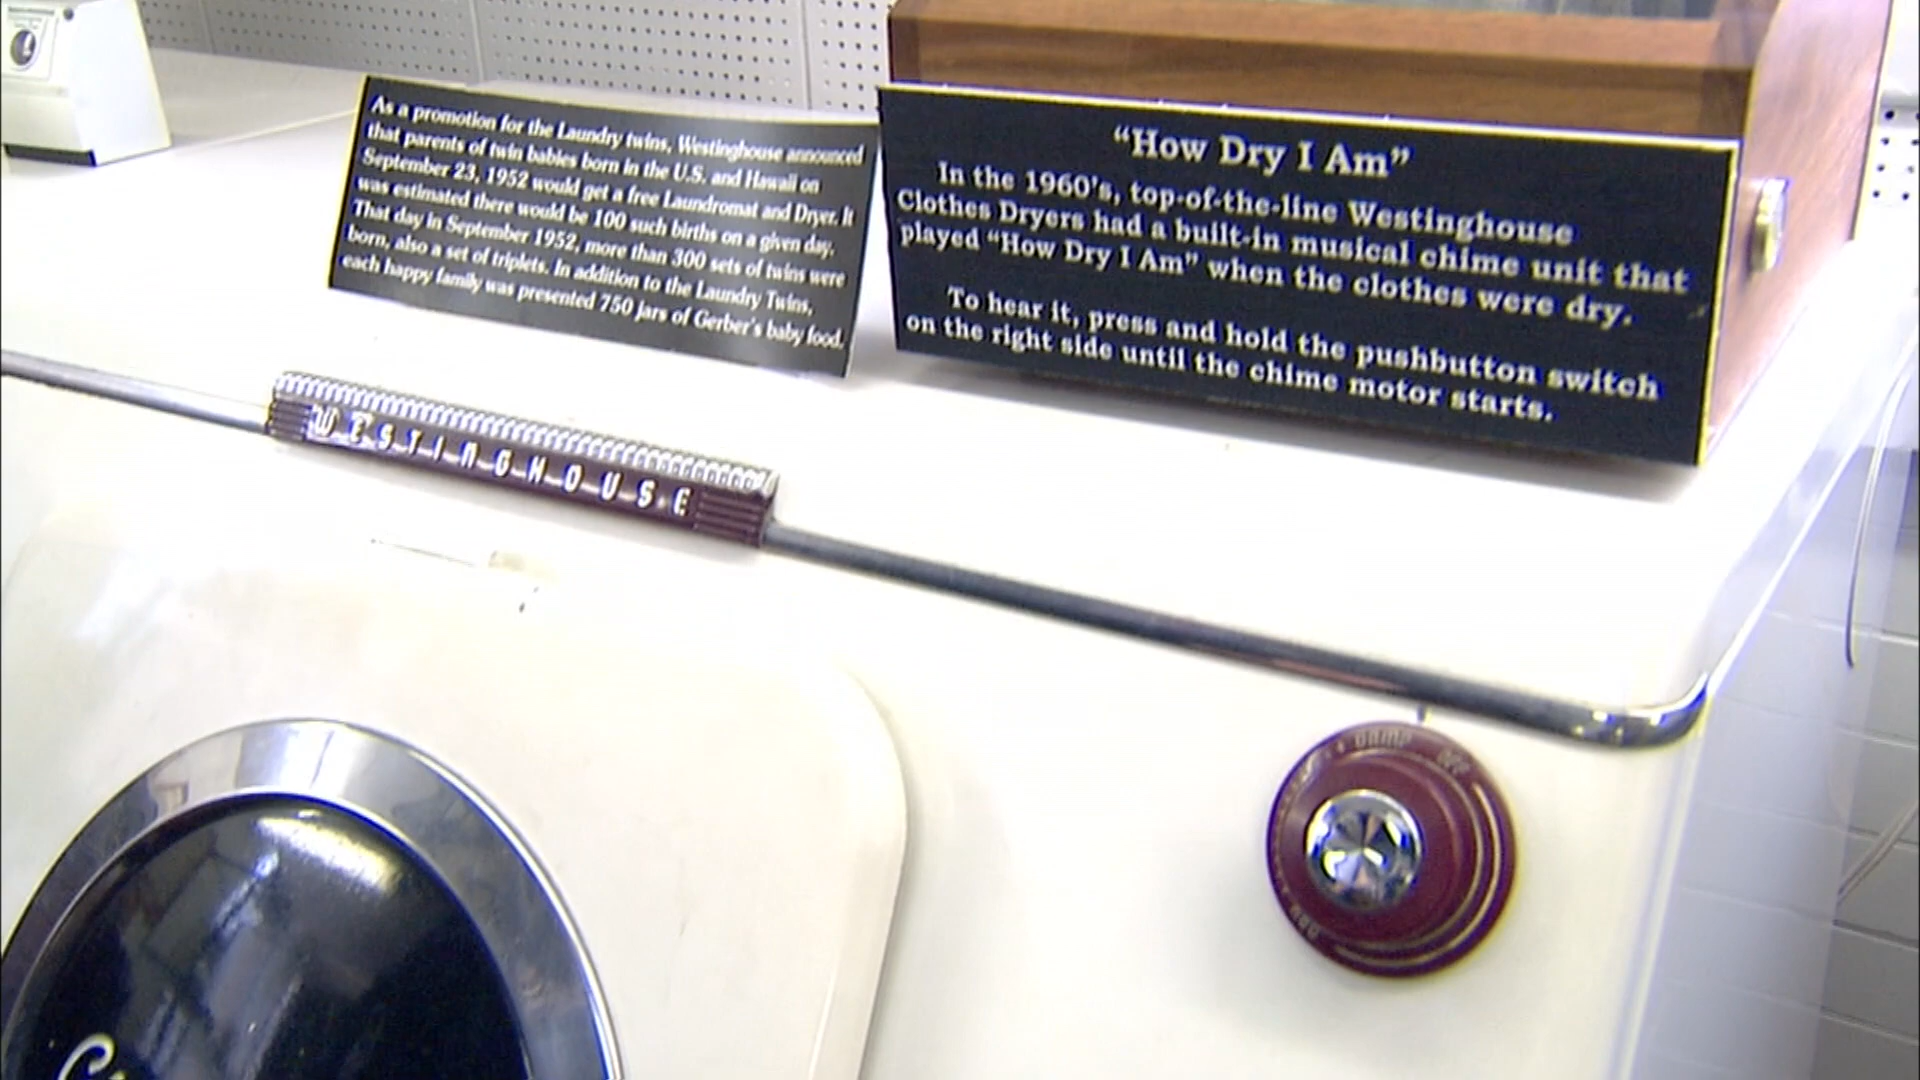 As a promotion for the Laundry twins, Westinghouse announced
that parents of twin babies born in the U.S. and Hawaii on
September 23, 1952 would get a free Laundromat and Dryer. It
was estimated there would be 100 such births on a given day.
That day in September 1952, more than 300 sets of twins were
born, also a set of triplets. In addition to the Laundry Twins,
each happy family was presented 750 jars of Gerber's baby food.
"How Dry I Am"
In the 1960's, top-of-the-line Westinghouse
Clothes Dryers had a built-in musical chime unit that
played "How Dry I Am" when the clothes were dry.
To hear it, press and hold the pushbutton switch
on the right side until the chime motor starts.
WESTINGHOUSE
DAMP OFF
DRY